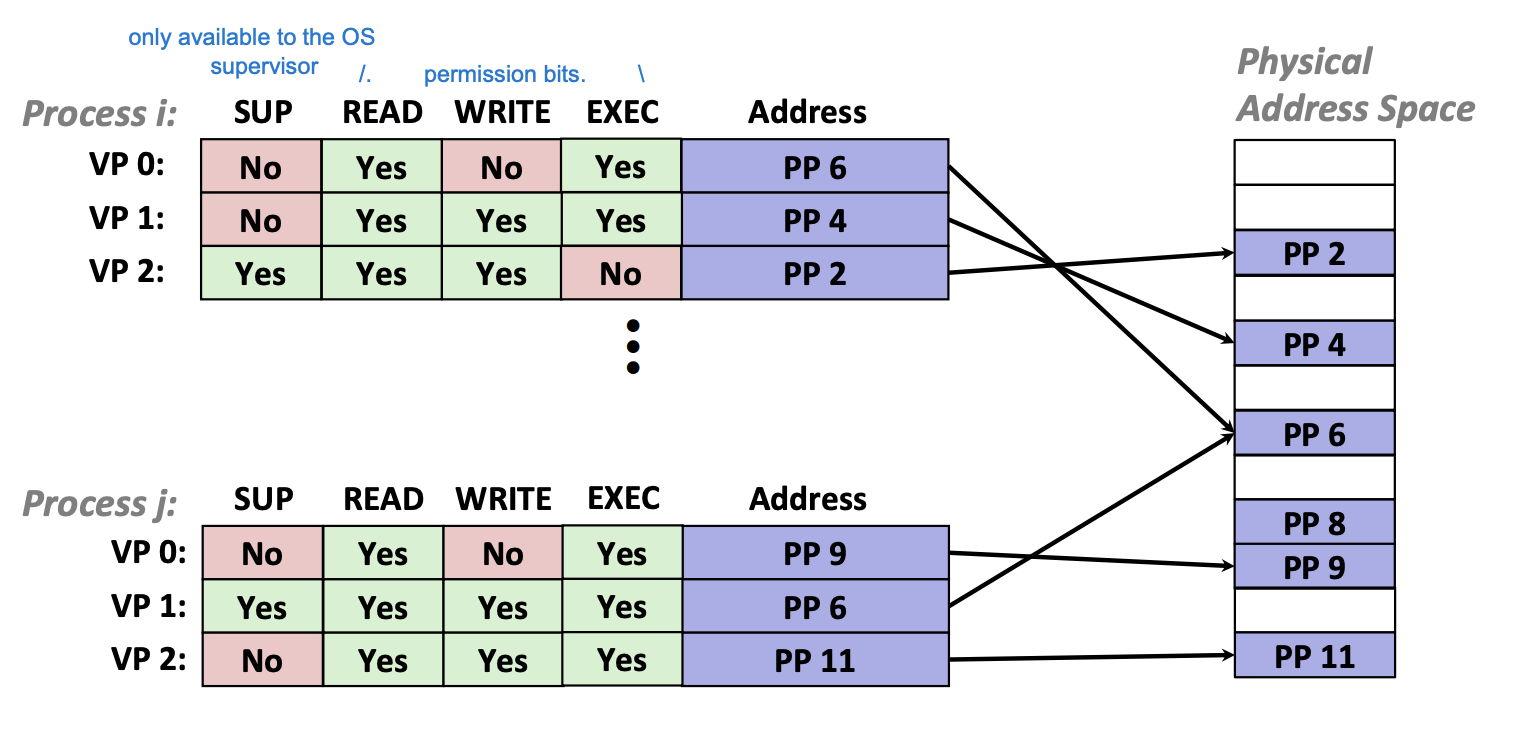 only available to the OS
supervisor /. permission bits. \
Physical
Address Space
Process i: SUP READ WRITE EXEC Address
VP 0: No Yes No Yes PP 6
VP 1: No Yes Yes Yes PP 4
VP 2: Yes Yes Yes No PP 2
PP 2
PP 4
PP 6
PP 8
PP 9
PP 11
Process j: SUP READ WRITE EXEC Address
VP 0: No Yes No Yes PP 9
VP 1: Yes Yes Yes Yes PP 6
VP 2: No Yes Yes Yes PP 11